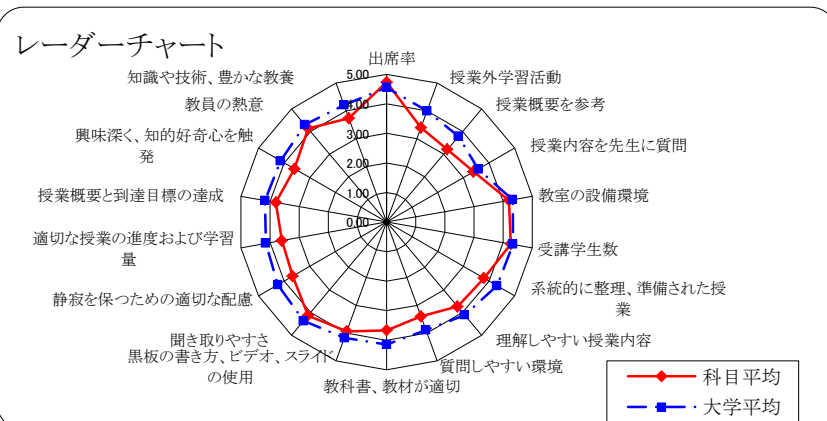 レーダーチャート
出席率
授業外学習活動
授業概要を参考
授業内容を先生に質問
教室の設備環境
受講学生数
系統的に整理、準備された授
業
理解しやすい授業内容
質問しやすい環境
教科書、教材が適切
黒板の書き方、ビデオ、スライド
の使用
聞き取りやすさ
静寂を保つための適切な配慮
適切な授業の進度および学習
量
授業概要と到達目標の達成
興味深く、知的好奇心を触
発
教員の熱意
知識や技術、豊かな教養
5.00
4.00
3.00
2.00
1.00
0.00
科目平均
大学平均